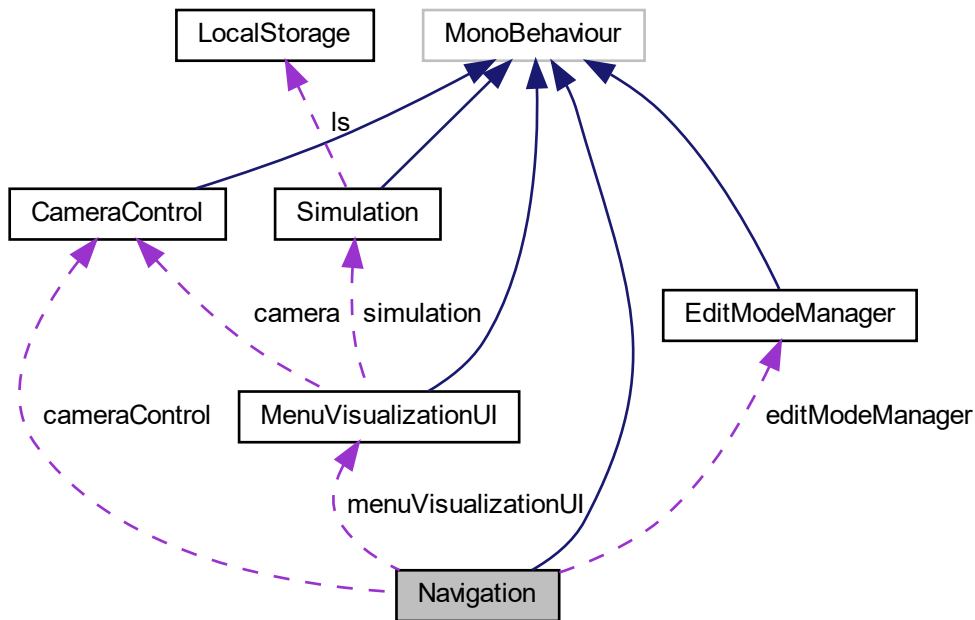 LocalStorage
MonoBehaviour
ls
CameraControl
Simulation
EditModeManager
camera
simulation
MenuVisualizationUI
cameraControl
editModeManager
menuVisualizationUI
Navigation